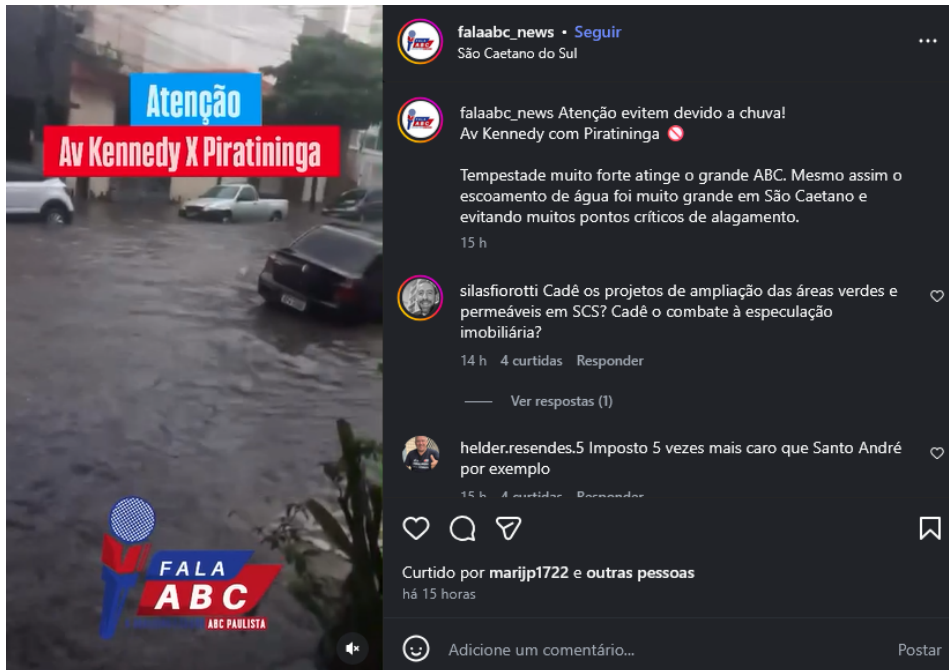 Atenção
Av Kennedy X Piratininga
FALA
ABC
ABC PAULISTA
falaabc_news • Seguir
São Caetano do Sul
falaabc_news Atenção evitem devido a chuva!
Av Kennedy com Piratininga 🚫
Tempestade muito forte atinge o grande ABC. Mesmo assim o
escoamento de água foi muito grande em São Caetano e
evitando muitos pontos críticos de alagamento.
15 h
silasfiorotti Cadê os projetos de ampliação das áreas verdes e
permeáveis em SCS? Cadê o combate à especulação
imobiliária?
14 h 4 curtidas Responder
Ver respostas (1)
helder.resendes.5 Imposto 5 vezes mais caro que Santo André
por exemplo
15 h 4 curtidas Responder
Curtido por marijp1722 e outras pessoas
há 15 horas
Adicione um comentário...
Postar